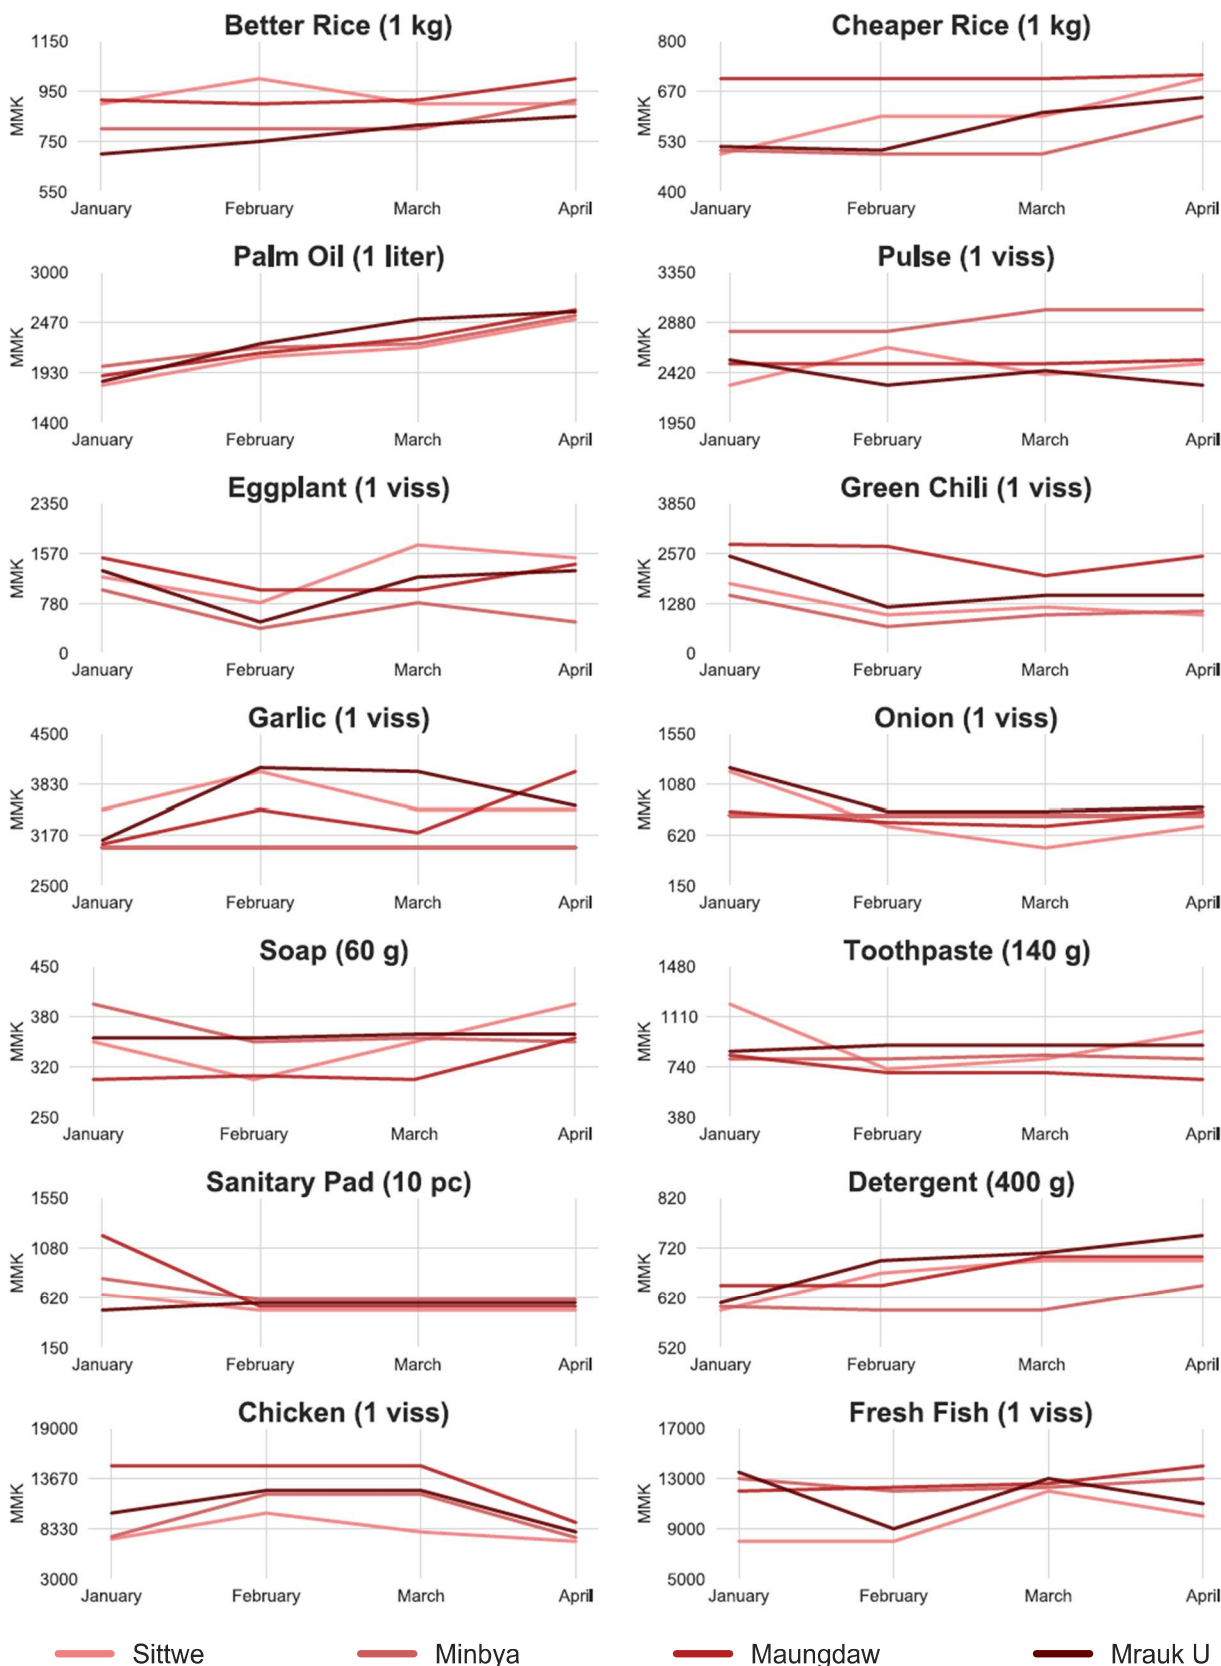 Better Rice (1 kg)
1150
950
750
550
MMK
January February March April
Cheaper Rice (1 kg)
800
670
530
400
MMK
January February March April
Palm Oil (1 liter)
3000
2470
1930
1400
MMK
January February March April
Pulse (1 viss)
3350
2880
2420
1950
MMK
January February March April
Eggplant (1 viss)
2350
1570
780
0
MMK
January February March April
Green Chili (1 viss)
3850
2570
1280
0
MMK
January February March April
Garlic (1 viss)
4500
3830
3170
2500
MMK
January February March April
Onion (1 viss)
1550
1080
620
150
MMK
January February March April
Soap (60 g)
450
380
320
250
MMK
January February March April
Toothpaste (140 g)
1480
1110
740
380
MMK
January February March April
Sanitary Pad (10 pc)
1550
1080
620
150
MMK
January February March April
Detergent (400 g)
820
720
620
520
MMK
January February March April
Chicken (1 viss)
19000
13670
8330
3000
MMK
January February March April
Fresh Fish (1 viss)
17000
13000
9000
5000
MMK
January February March April
Sittwe Minbya Maungdaw Mrauk U